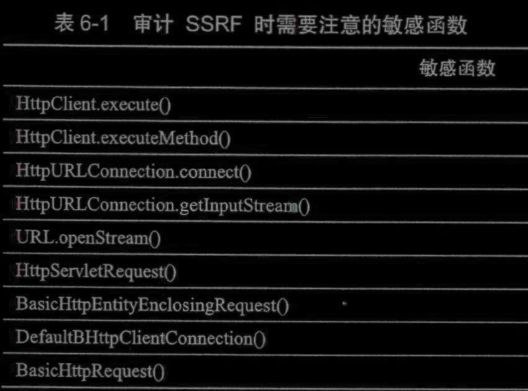 表 6-1 审计 SSRF 时需要注意的敏感函数
敏感函数
HttpClient.execute()
HttpClient.executeMethod()
HttpURLConnection.connect()
HttpURLConnection.getInputStream()
URL.openStream()
HttpServletRequest()
BasicHttpEntityEnclosingRequest()
DefaultBHttpClientConnection()
BasicHttpRequest()